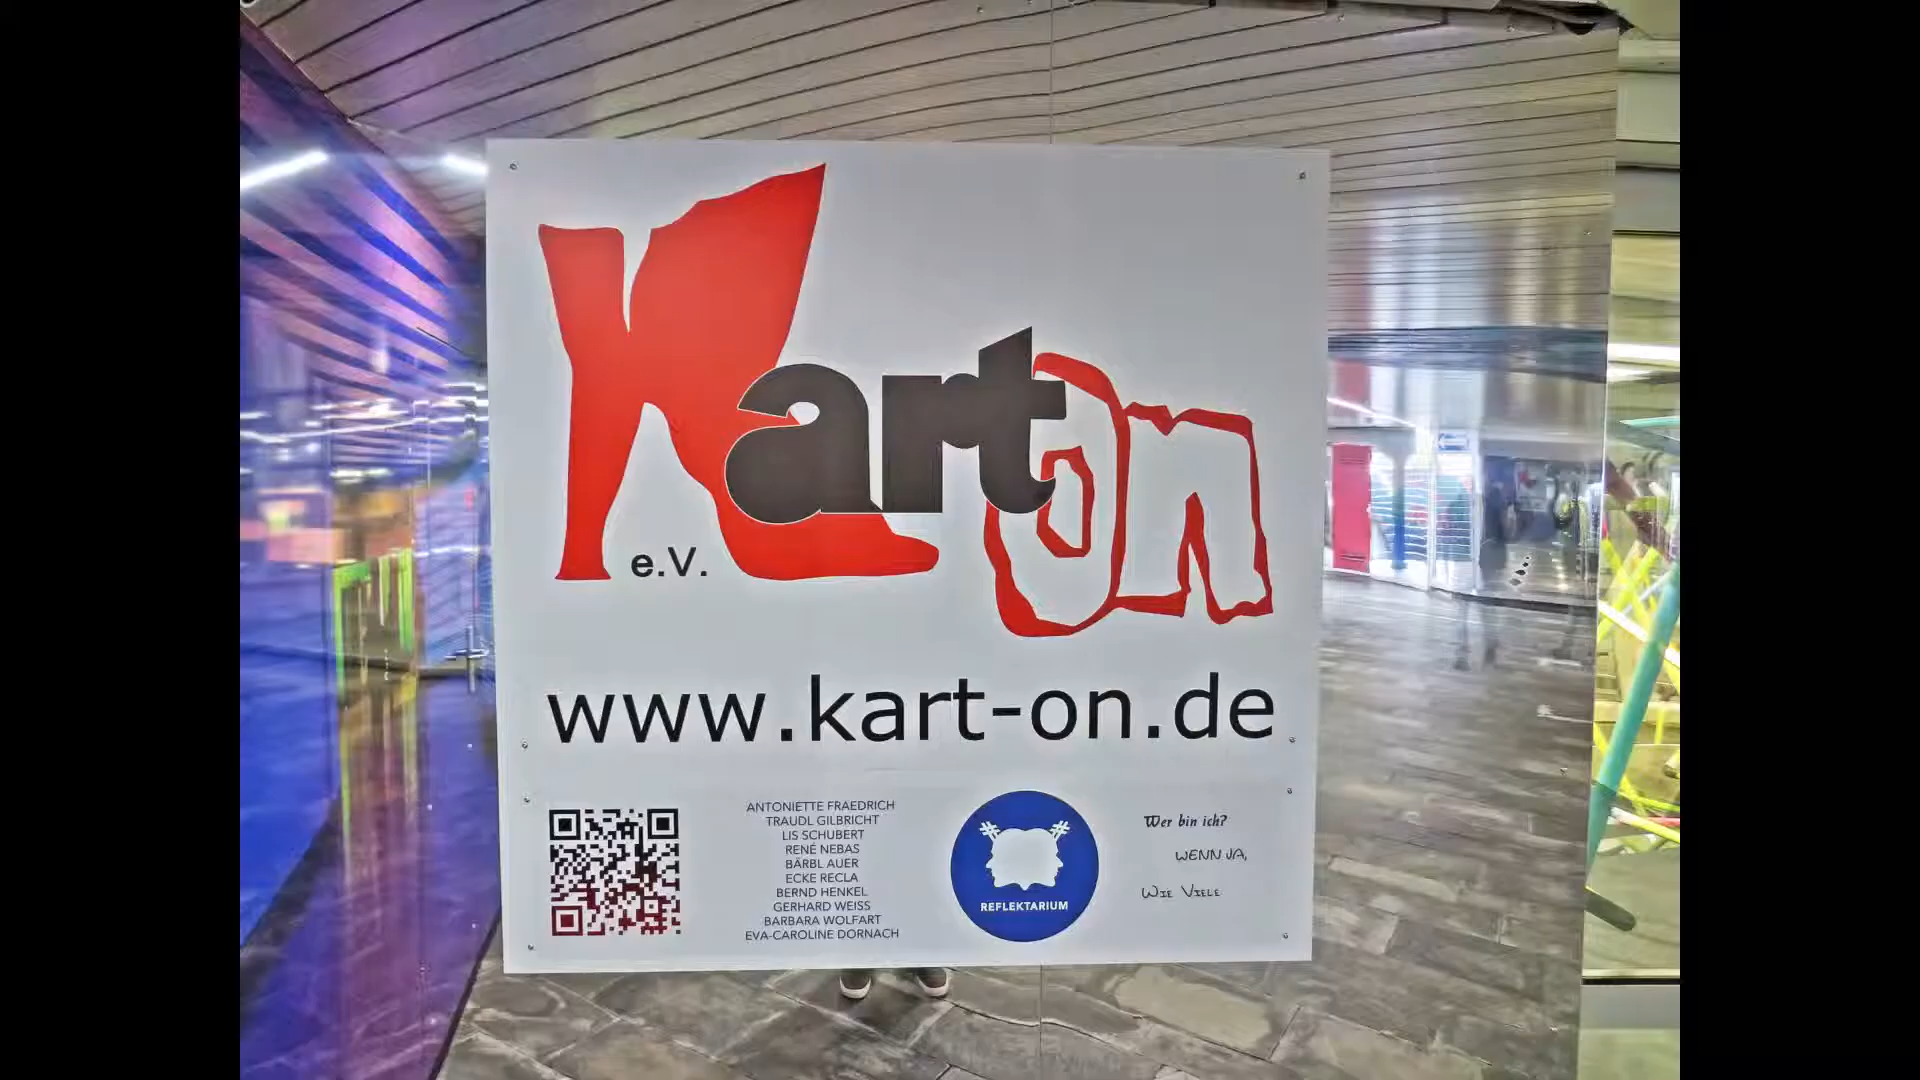 Kart On
e.V.
www.kart-on.de
ANTONIETTE FRAEDRICH
TRAUDL GILBRICHT
LIS SCHUBERT
RENÉ NEBAS
BÄRBL AUER
ECKE RECLA
BERND HENKEL
GERHARD WEISS
BARBARA WOLFART
EVA-CAROLINE DORNACH
REFLEKTARIUM
Wer bin ich?
WENN JA,
WIE VIELE